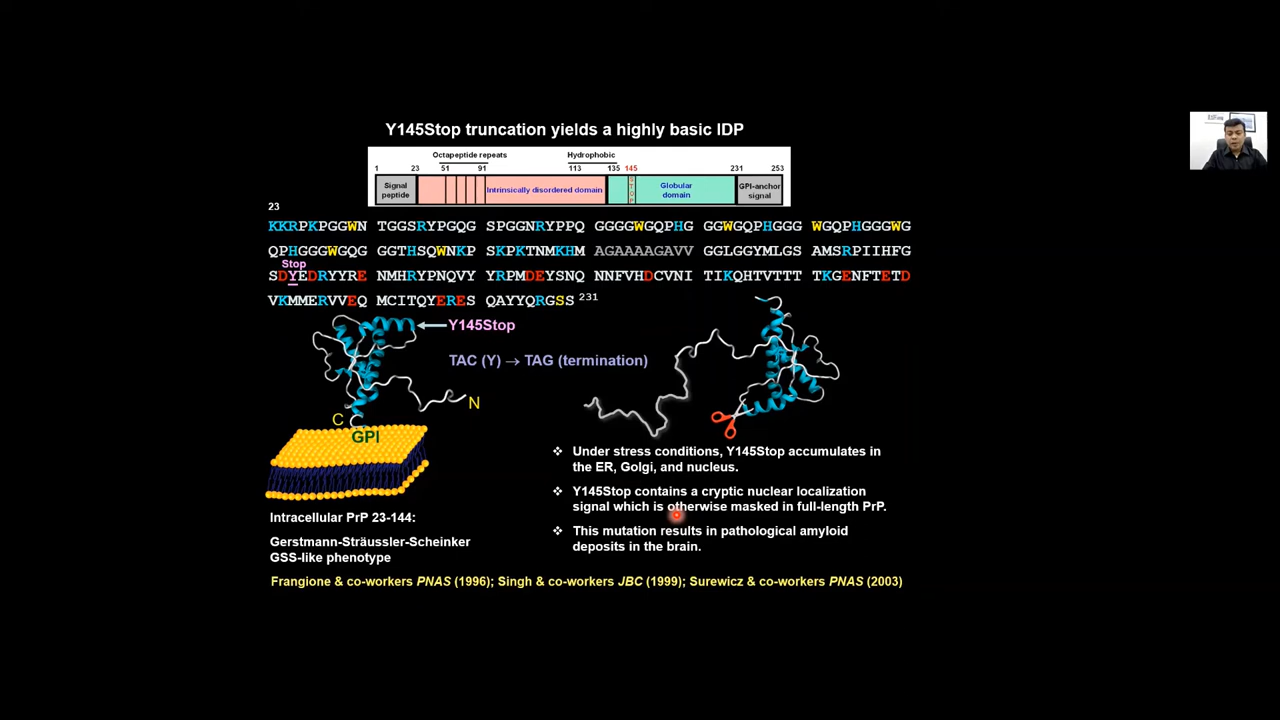 Y145Stop truncation yields a highly basic IDP
Octapeptide repeats Hydrophobic
1 23 51 91 113 135 145 231 253
Signal peptide
Intrinsically disordered domain
STOP
Globular domain
GPI-anchor signal
23
KKRPKPGGWN TGGSRYPGQG SPGGNRYPPQ GGGGWGQPHG GGWGQPHGGG WGQPHGGGWG
QPHGGGWGQG GGTHSQWNKP SKPKTNMKHM AGAAAAGAVV GGLGGYMLGS AMSRPIIHFG
Stop
SDYEDRYYRE NMHRYPNQVY YRPMDEYSNQ NNFVHDCVNI TIKQHTVTTT TKGENFTETD
VKMMERVVEQ MCITQYERES QAYYQRGSS 231
Y145Stop
TAC (Y) → TAG (termination)
N
C
GPI
Intracellular PrP 23-144:
Gerstmann-Sträussler-Scheinker
GSS-like phenotype
❖ Under stress conditions, Y145Stop accumulates in
the ER, Golgi, and nucleus.
❖ Y145Stop contains a cryptic nuclear localization
signal which is otherwise masked in full-length PrP.
❖ This mutation results in pathological amyloid
deposits in the brain.
Frangione & co-workers PNAS (1996); Singh & co-workers JBC (1999); Surewicz & co-workers PNAS (2003)